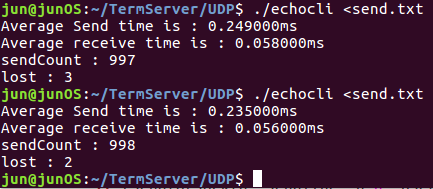 jun@junOS:~/TermServer/UDP$ ./echocli <send.txt
Average Send time is : 0.249000ms
Average receive time is : 0.058000ms
sendCount : 997
lost : 3
jun@junOS:~/TermServer/UDP$ ./echocli <send.txt
Average Send time is : 0.235000ms
Average receive time is : 0.056000ms
sendCount : 998
lost : 2
jun@junOS:~/TermServer/UDP$